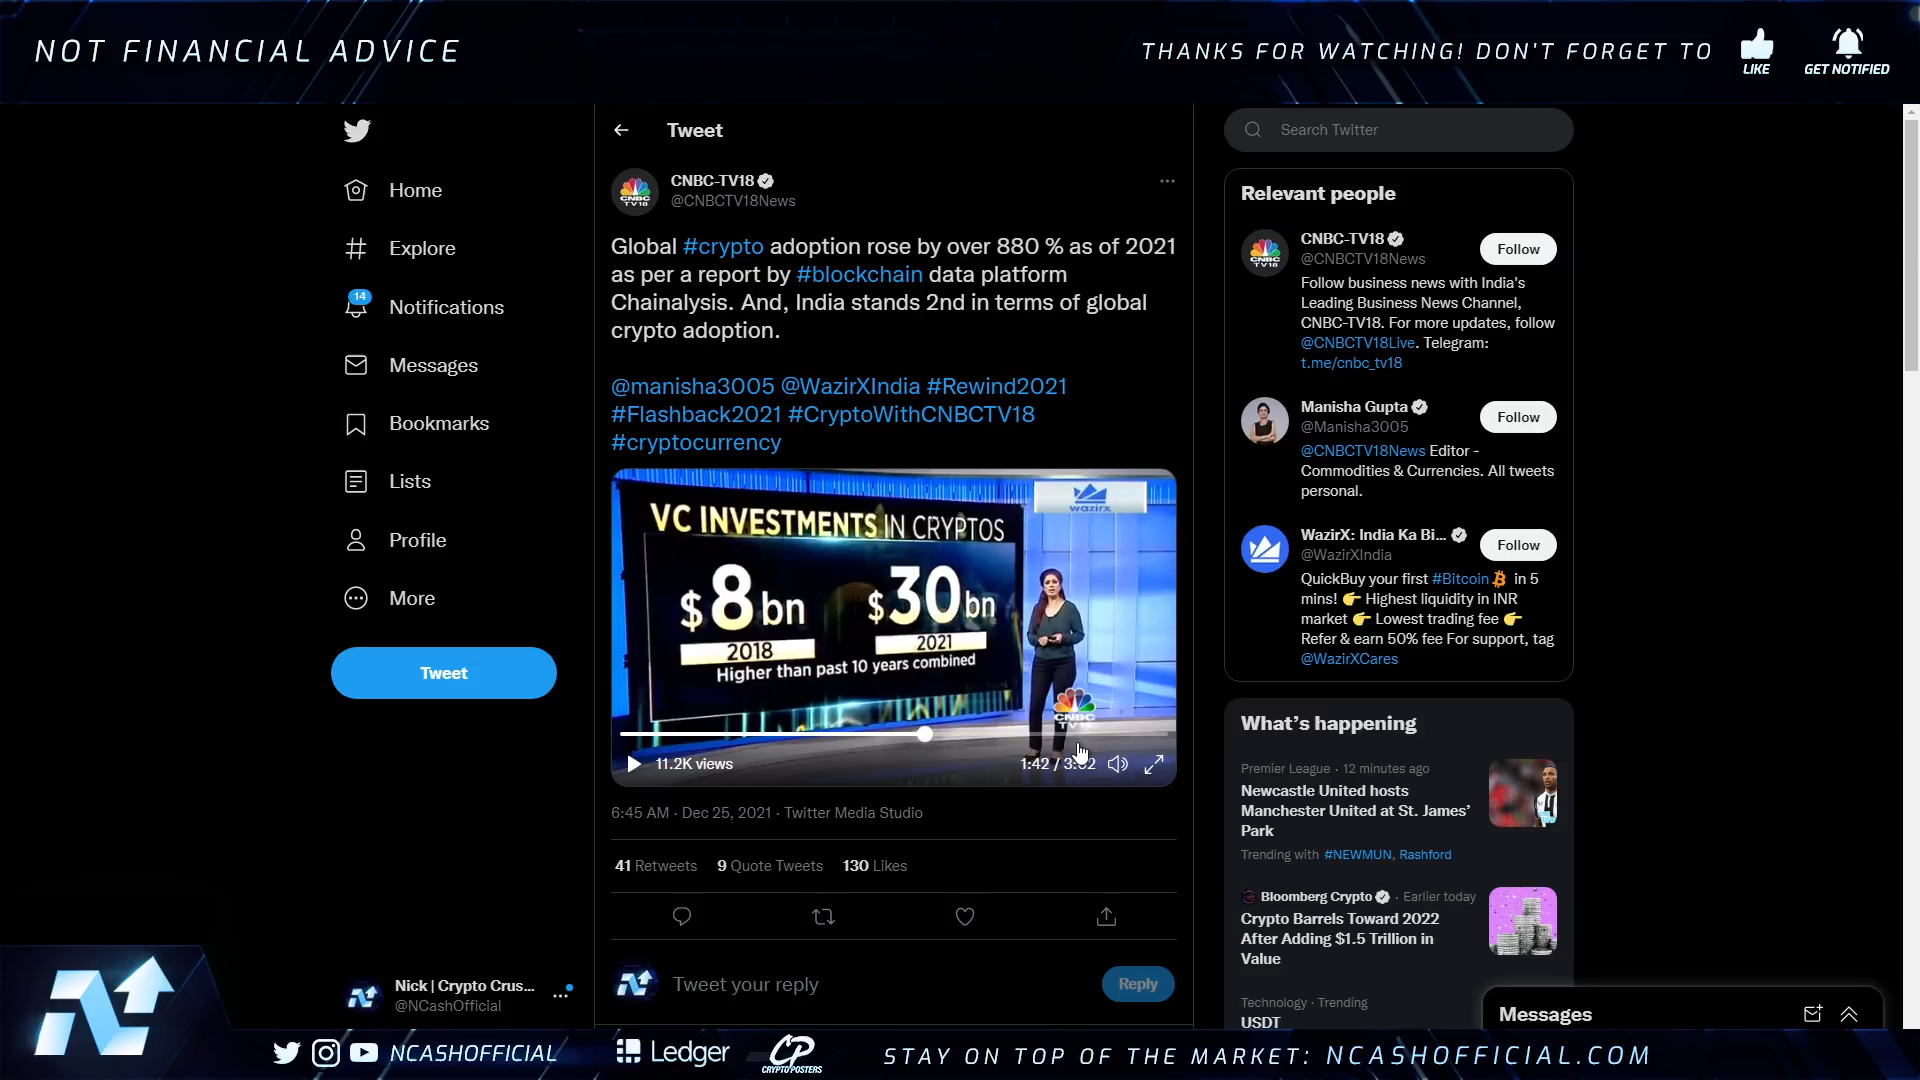 NOT FINANCIAL ADVICE
THANKS FOR WATCHING! DON'T FORGET TO
LIKE
GET NOTIFIED
Home
Explore
14
Notifications
Messages
Bookmarks
Lists
Profile
More
Tweet
Nick | Crypto Crus...
@NCashOfficial
Tweet
CNBC-TV18
@CNBCTV18News
Global #crypto adoption rose by over 880 % as of 2021
as per a report by #blockchain data platform
Chainalysis. And, India stands 2nd in terms of global
crypto adoption.
@manisha3005 @WazirXIndia #Rewind2021
#Flashback2021 #CryptoWithCNBCTV18
#cryptocurrency
VC INVESTMENTS IN CRYPTOS
wazirx
$8bn
$30bn
2018
2021
Higher than past 10 years combined
CNBC
TV18
11.2K views
1:42 /
6:45 AM · Dec 25, 2021 · Twitter Media Studio
41 Retweets 9 Quote Tweets 130 Likes
Tweet your reply
Reply
Search Twitter
Relevant people
CNBC-TV18
@CNBCTV18News
Follow
Follow business news with India's
Leading Business News Channel,
CNBC-TV18. For more updates, follow
@CNBCTV18Live. Telegram:
t.me/cnbc_tv18
Manisha Gupta
@Manisha3005
Follow
@CNBCTV18News Editor -
Commodities & Currencies. All tweets
personal.
WazirX: India Ka Bi...
@WazirXIndia
Follow
QuickBuy your first #Bitcoin in 5
mins! 👉 Highest liquidity in INR
market 👉 Lowest trading fee 👉
Refer & earn 50% fee For support, tag
@WazirXCares
What's happening
Premier League · 12 minutes ago
Newcastle United hosts
Manchester United at St. James'
Park
Trending with #NEWMUN, Rashford
Bloomberg Crypto · Earlier today
Crypto Barrels Toward 2022
After Adding $1.5 Trillion in
Value
Technology · Trending
USDT
Messages
NCASHOFFICIAL
Ledger
CP
CRYPTOPOSTERS
STAY ON TOP OF THE MARKET: NCASHOFFICIAL.COM